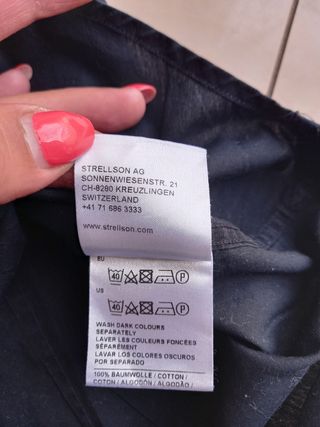 STRELLSON AG
SONNENWIESENSTR. 21
CH-8280 KREUZLINGEN
SWITZERLAND
+41 71 686 3333
www.strellson.com
EU
40 P
US
40 P
WASH DARK COLOURS
SEPARATELY
LAVER LES COULEURS FONCÉES
SÉPARÉMENT
LAVAR LOS COLORES OSCUROS
POR SEPARADO
100% BAUMWOLLE / COTTON /
COTON / ALGODÓN / ALGODÃO /